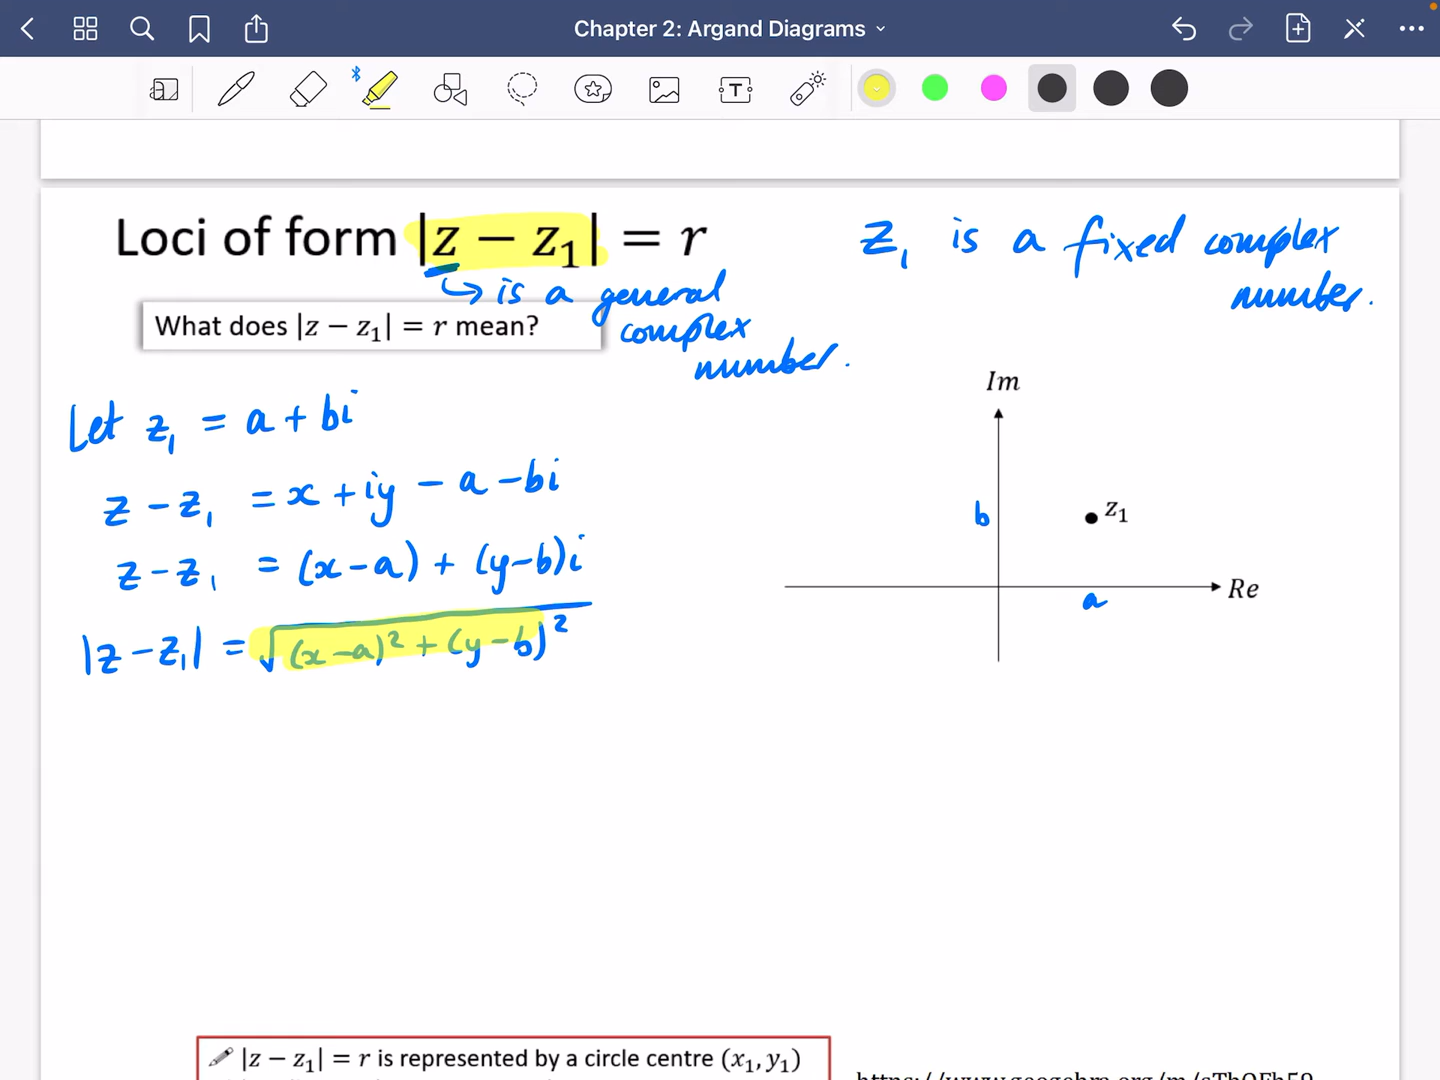 Chapter 2: Argand Diagrams
Loci of form |z − z₁| = r
z₁ is a fixed complex
number.
↳ is a general
complex
number.
What does |z − z₁| = r mean?
Let z₁ = a + bi
z − z₁ = x + iy − a − bi
z − z₁ = (x − a) + (y − b)i
|z − z₁| = √(x − a)² + (y − b)²
Im
b
z₁
Re
a
|z − z₁| = r is represented by a circle centre (x₁, y₁)